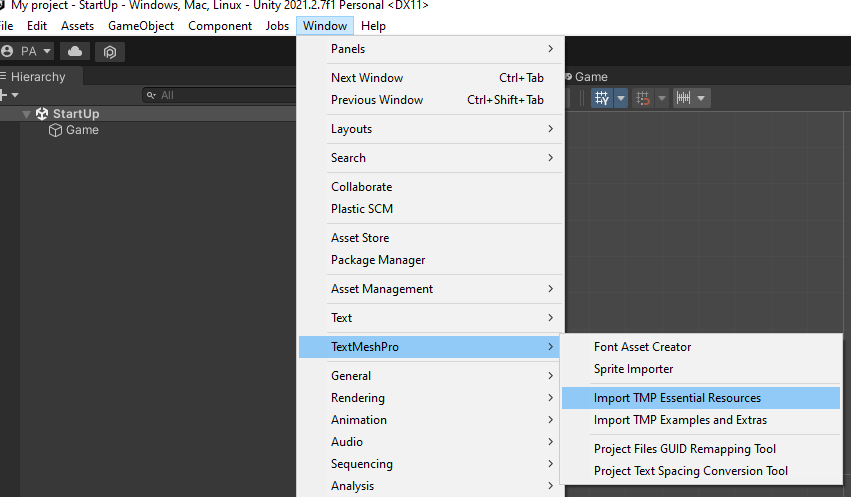 My project - StartUp - Windows, Mac, Linux - Unity 2021.2.7f1 Personal <DX11>
File Edit Assets GameObject Component Jobs Window Help
PA
Hierarchy
All
StartUp
Game
Panels
Next Window Ctrl+Tab
Previous Window Ctrl+Shift+Tab
Layouts
Search
Collaborate
Plastic SCM
Asset Store
Package Manager
Asset Management
Text
TextMeshPro
General
Rendering
Animation
Audio
Sequencing
Analysis
Game
Font Asset Creator
Sprite Importer
Import TMP Essential Resources
Import TMP Examples and Extras
Project Files GUID Remapping Tool
Project Text Spacing Conversion Tool